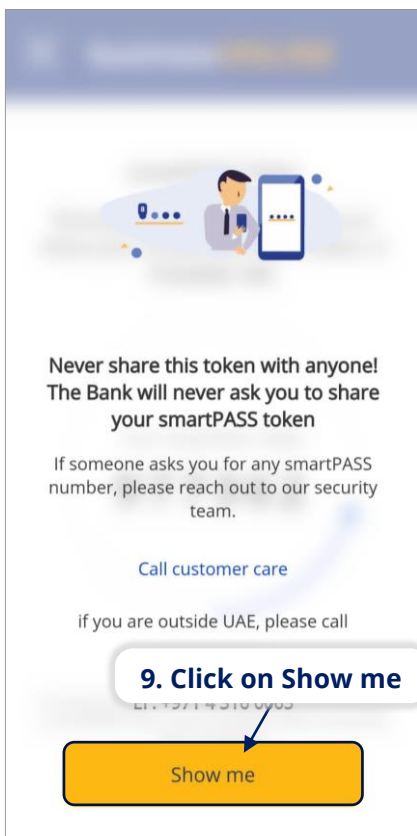 Never share this token with anyone!
The Bank will never ask you to share
your smartPASS token
If someone asks you for any smartPASS
number, please reach out to our security
team.
Call customer care
if you are outside UAE, please call
9. Click on Show me
Show me